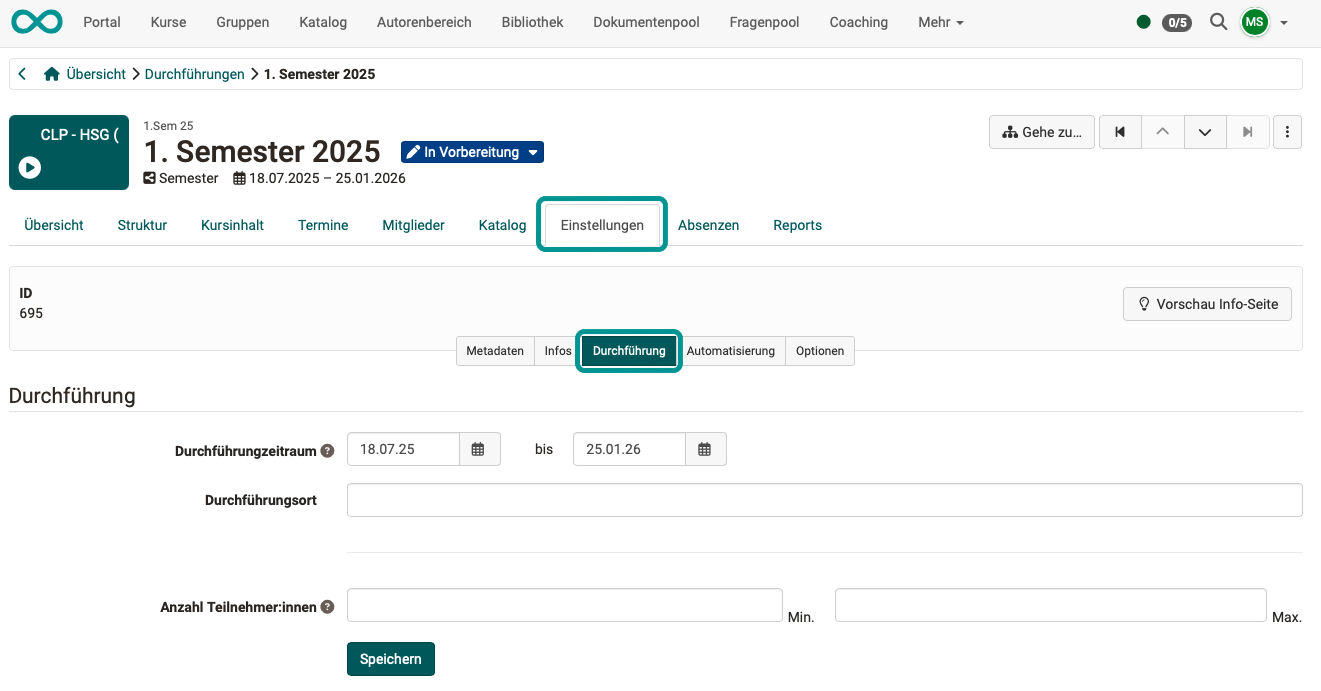 Portal Kurse Gruppen Katalog Autorenbereich Bibliothek Dokumentenpool Fragenpool Coaching Mehr 0/5 MS
Übersicht Durchführungen 1. Semester 2025
CLP - HSG (
1.Sem 25
1. Semester 2025 In Vorbereitung
Semester 18.07.2025 – 25.01.2026
Gehe zu...
Übersicht Struktur Kursinhalt Termine Mitglieder Katalog Einstellungen Absenzen Reports
ID
695
Vorschau Info-Seite
Metadaten Infos Durchführung Automatisierung Optionen
Durchführung
Durchführungzeitraum ? 18.07.25 bis 25.01.26
Durchführungsort
Anzahl Teilnehmer:innen ? Min. Max.
Speichern